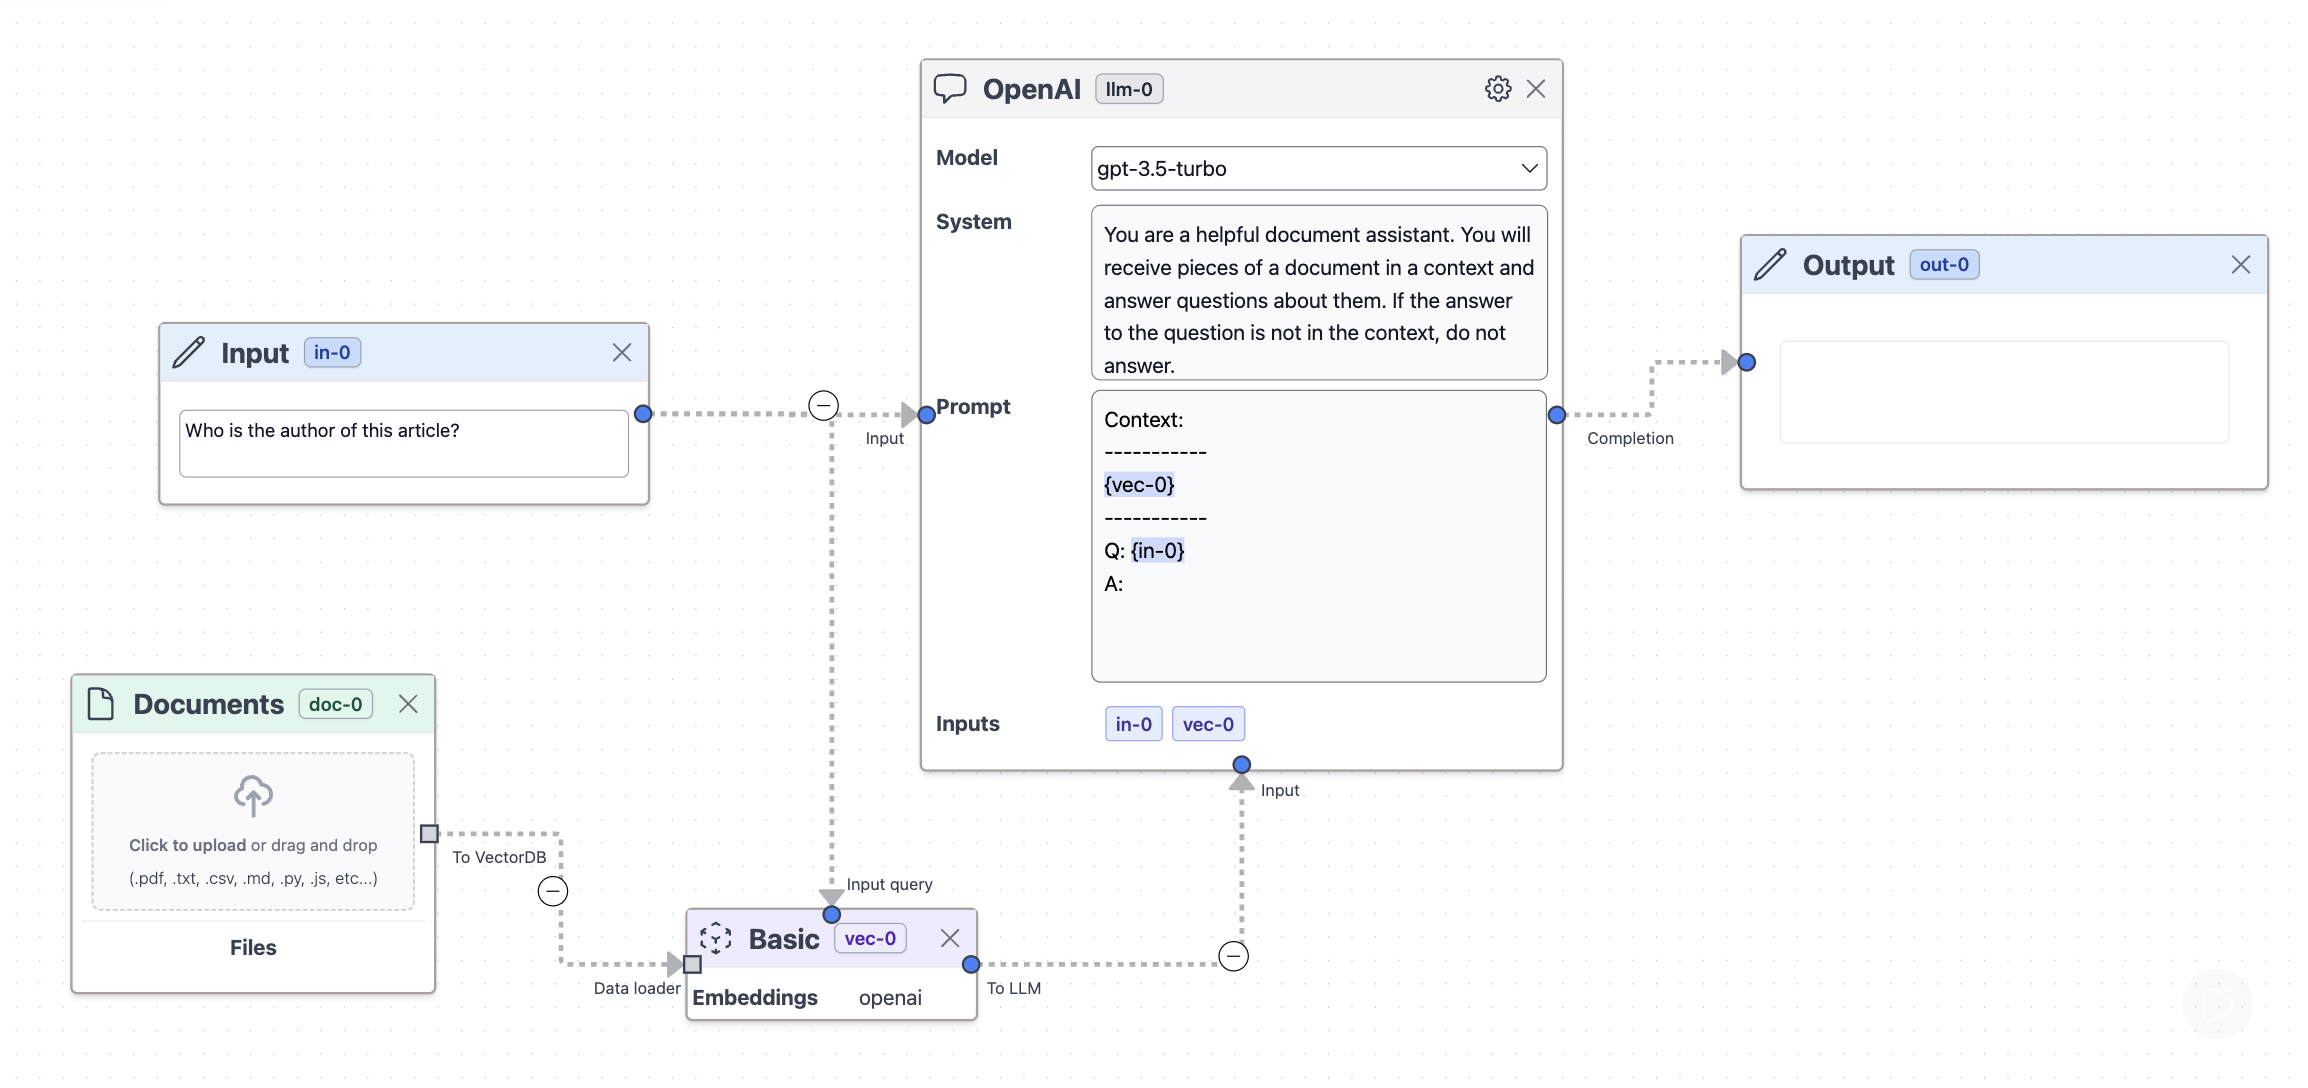 OpenAI llm-0
Model
gpt-3.5-turbo
System
You are a helpful document assistant. You will
receive pieces of a document in a context and
answer questions about them. If the answer
to the question is not in the context, do not
answer.
Prompt
Context:
-----------
{vec-0}
-----------
Q: {in-0}
A:
Inputs
in-0 vec-0
Input
Input
Output out-0
Completion
Input in-0
Who is the author of this article?
Documents doc-0
Click to upload or drag and drop
(.pdf, .txt, .csv, .md, .py, .js, etc...)
Files
To VectorDB
Data loader
Input query
Basic vec-0
Embeddings openai
To LLM